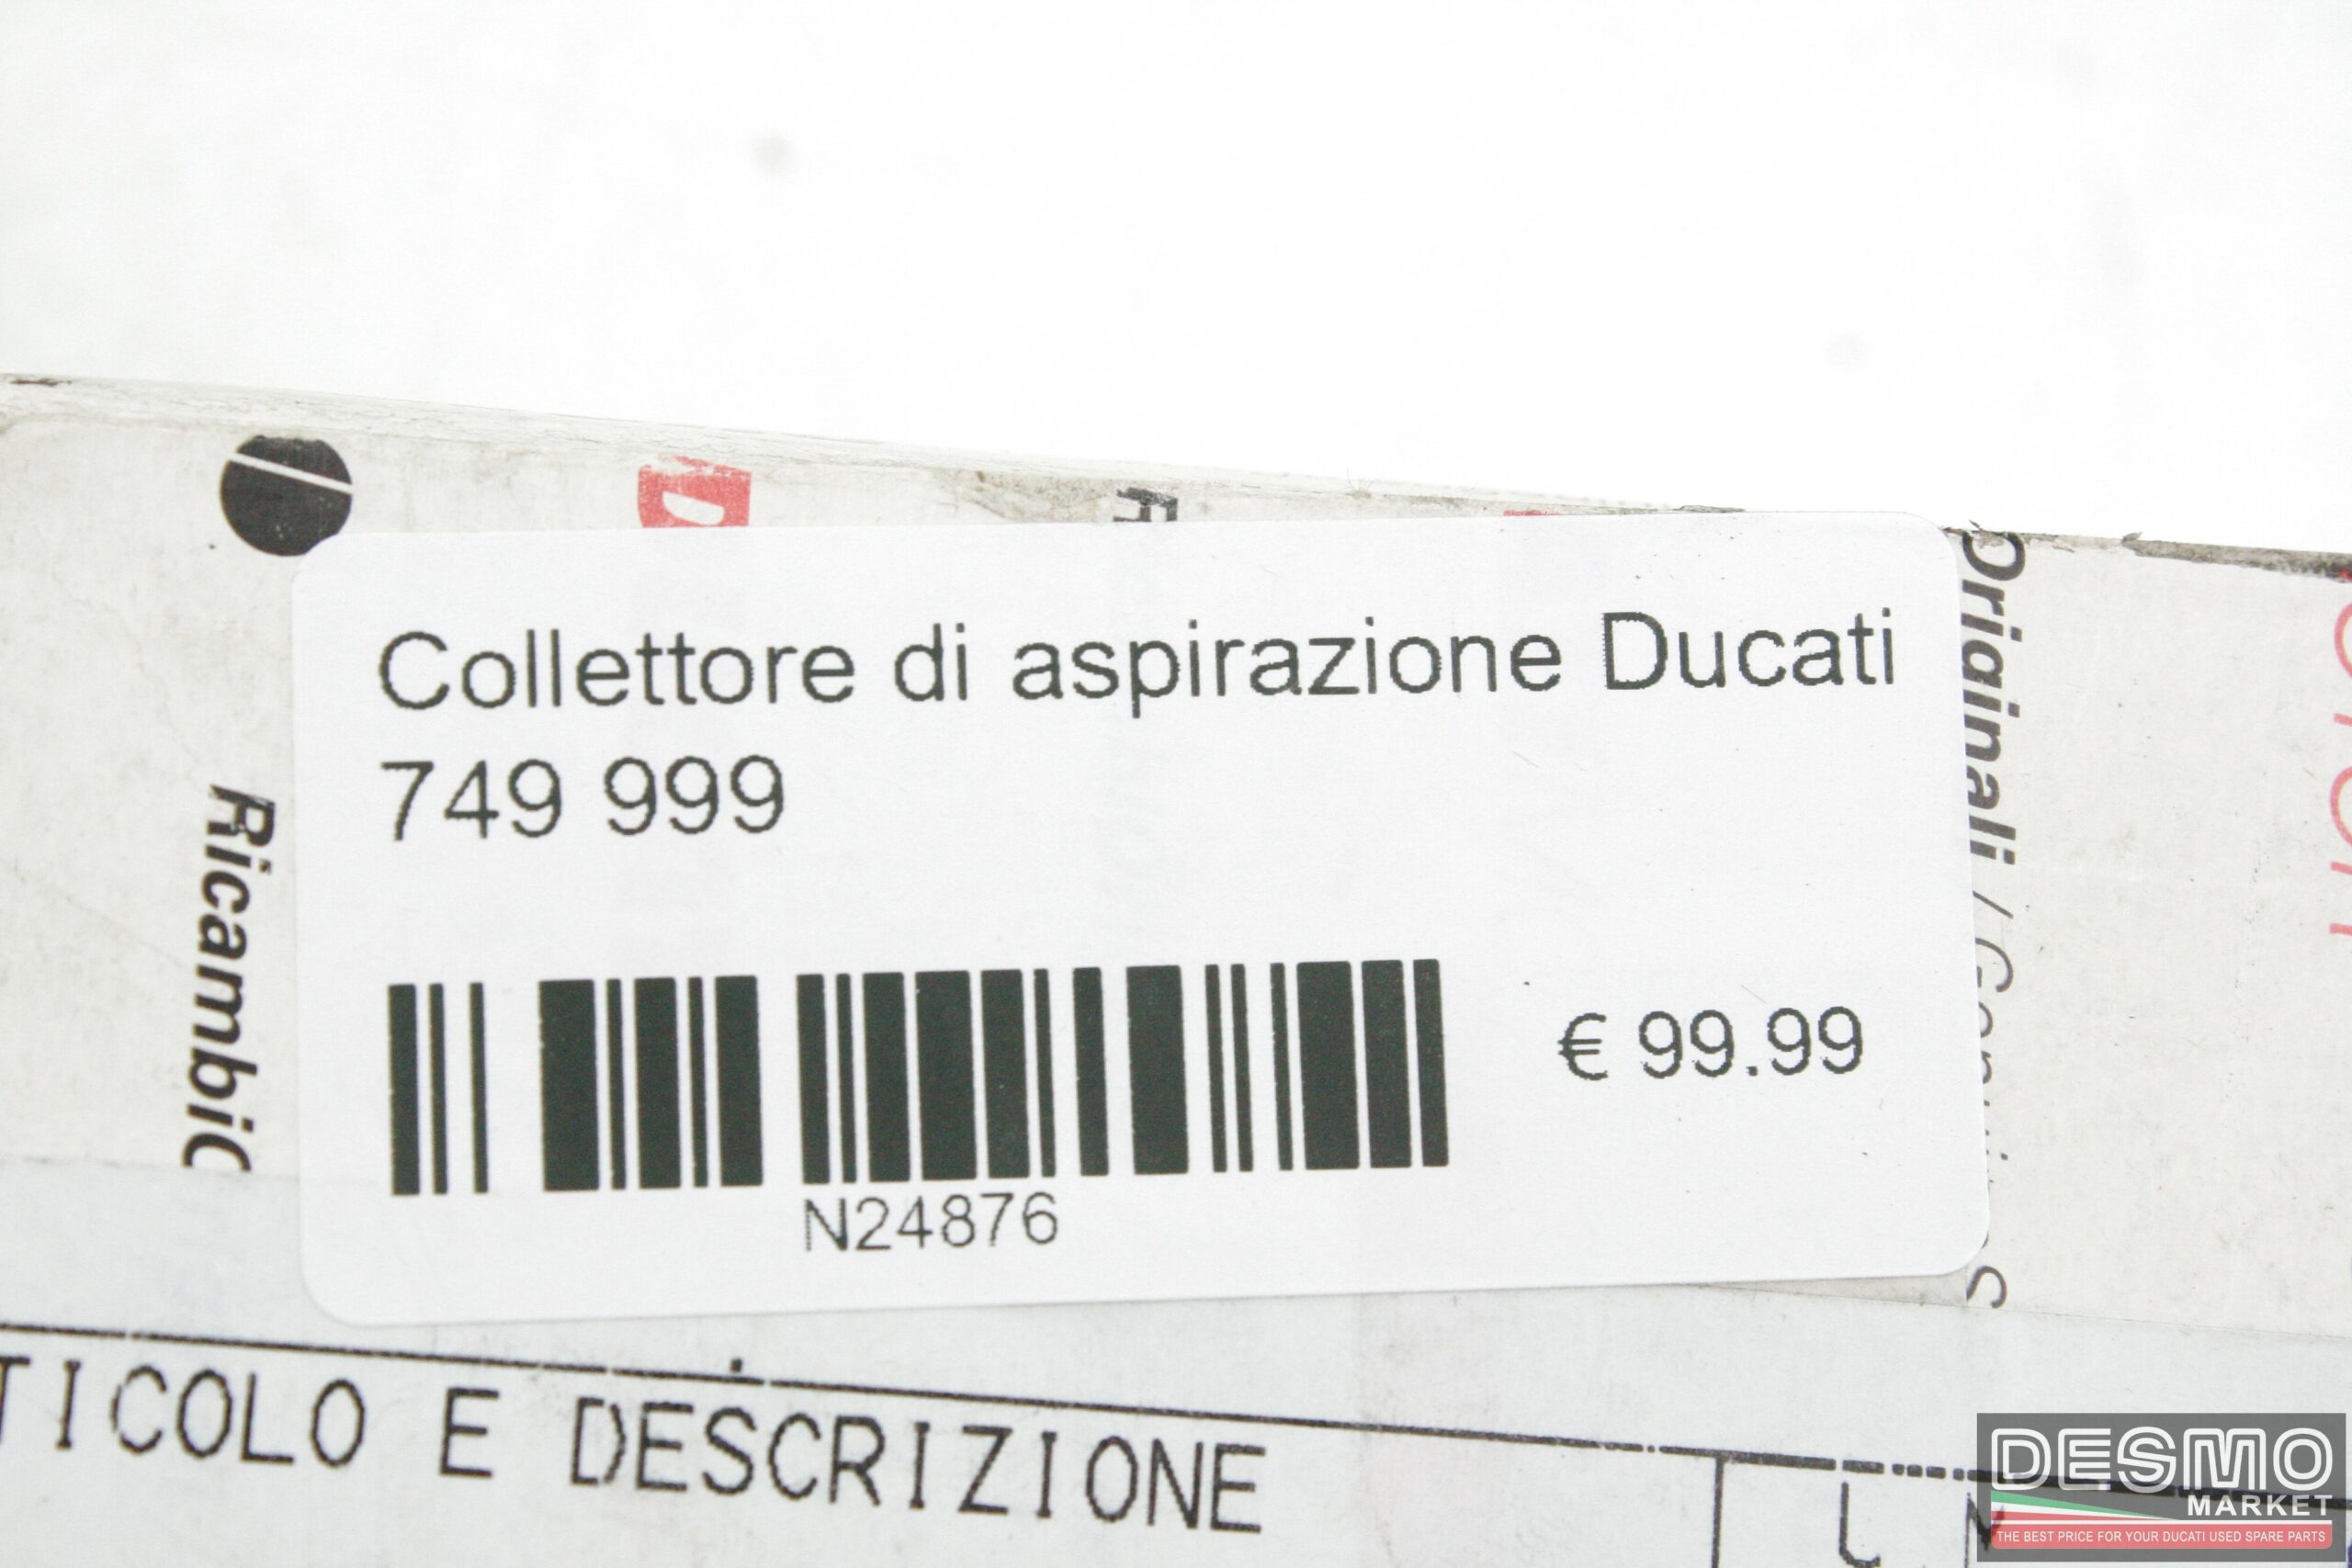 Collettore di aspirazione Ducati
749 999
€ 99.99
N24876
Ricambi
Originali /
TICOLO E DESCRIZIONE
DESMO
MARKET
THE BEST PRICE FOR YOUR DUCATI USED SPARE PARTS